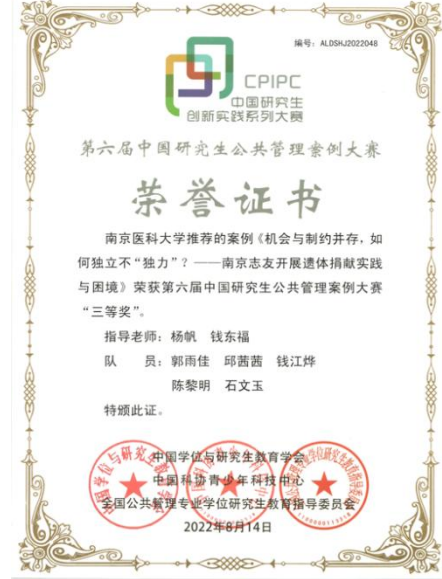 编号：ALDSHJ2022048
CPIPC
中国研究生
创新实践系列大赛
第六届中国研究生公共管理案例大赛
荣誉证书
南京医科大学推荐的案例《机会与制约并存，如
何独立不“独力”？——南京志友开展遗体捐献实践
与困境》荣获第六届中国研究生公共管理案例大赛
“三等奖”。
指导老师：杨帆 钱东福
队 员：郭雨佳 邱茜茜 钱江烨
陈黎明 石文玉
特颁此证。
中国学位与研究生教育学会
中国科协青少年科技中心
全国公共管理专业学位研究生教育指导委员会
2022年8月14日